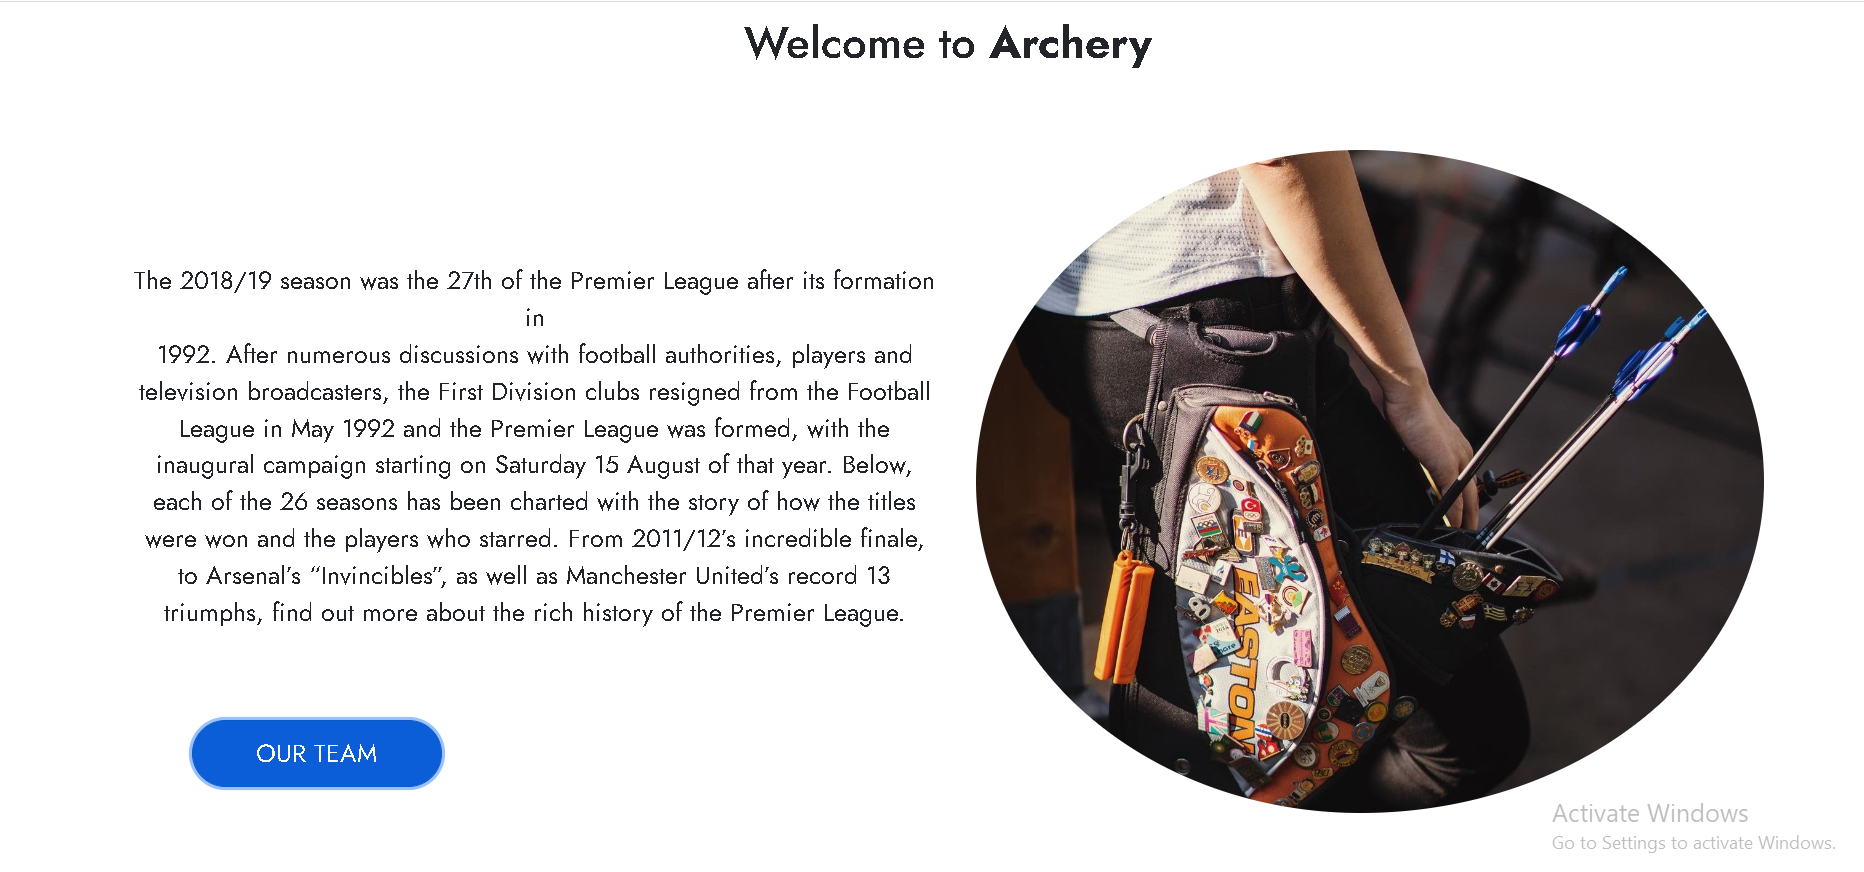 Welcome to Archery
The 2018/19 season was the 27th of the Premier League after its formation
in
1992. After numerous discussions with football authorities, players and
television broadcasters, the First Division clubs resigned from the Football
League in May 1992 and the Premier League was formed, with the
inaugural campaign starting on Saturday 15 August of that year. Below,
each of the 26 seasons has been charted with the story of how the titles
were won and the players who starred. From 2011/12’s incredible finale,
to Arsenal’s “Invincibles”, as well as Manchester United’s record 13
triumphs, find out more about the rich history of the Premier League.
OUR TEAM
EASTON
Activate Windows
Go to Settings to activate Windows.